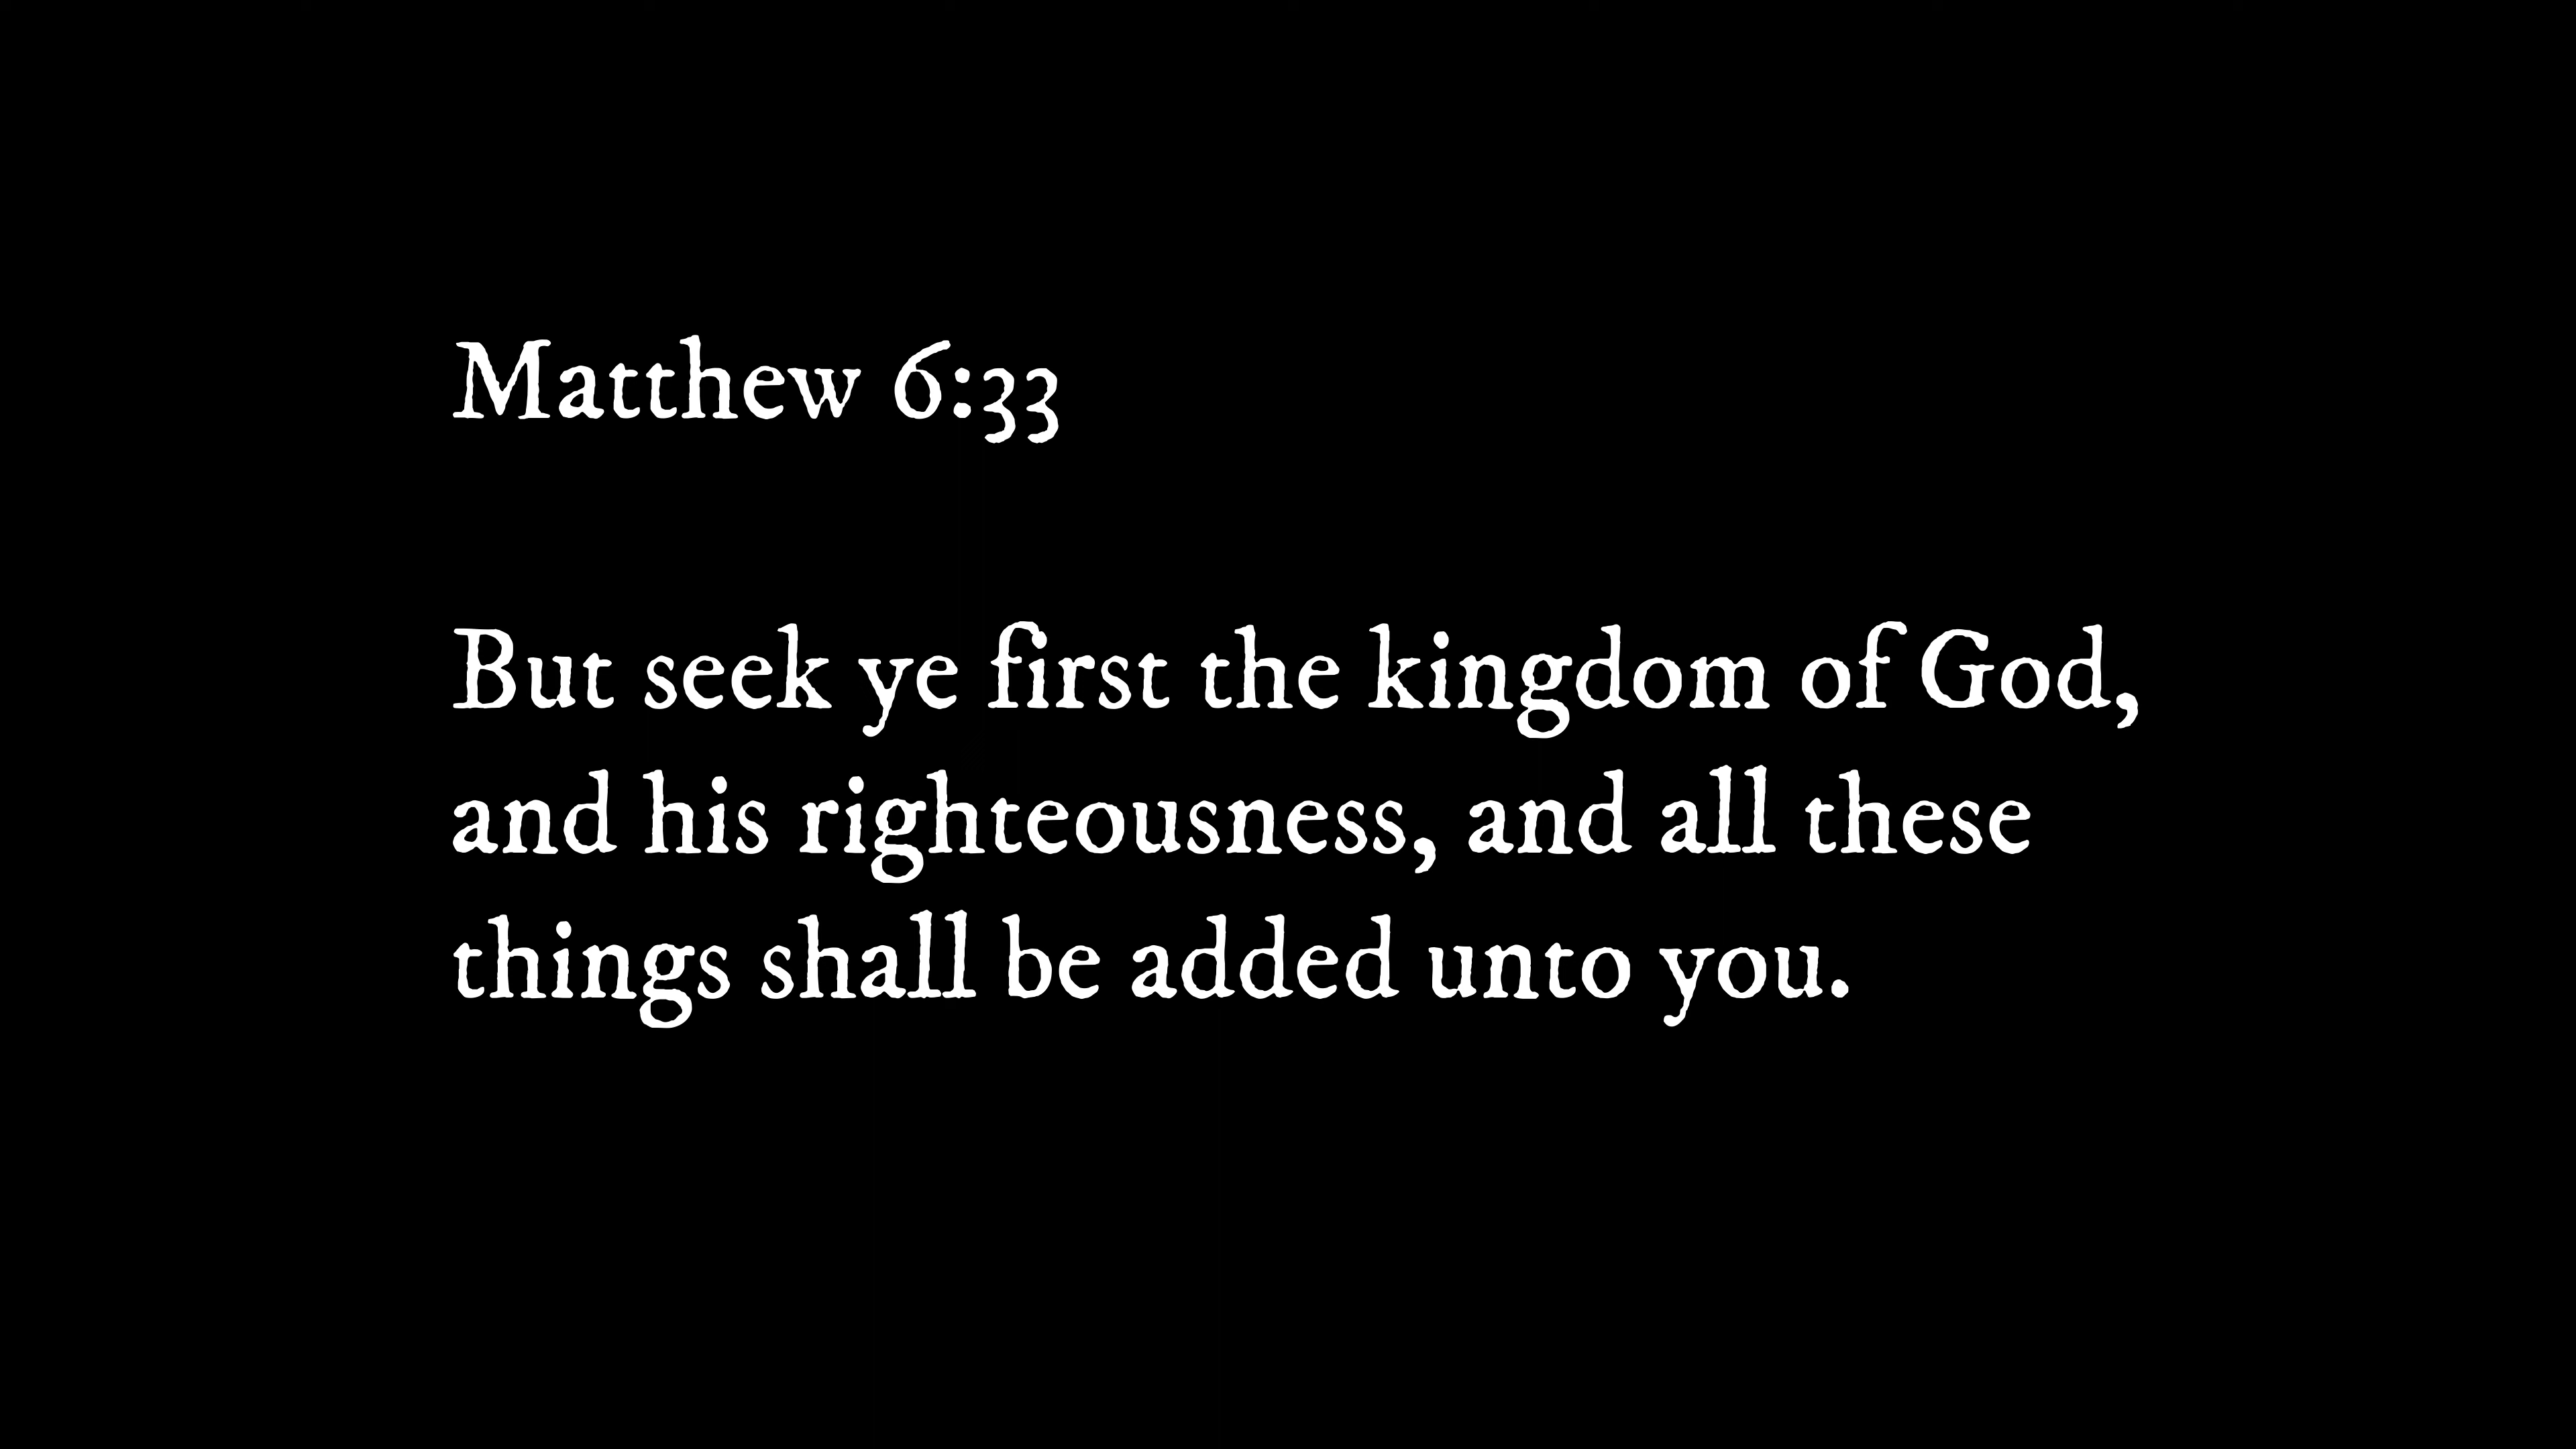 Matthew 6:33
But seek ye first the kingdom of God,
and his righteousness, and all these
things shall be added unto you.